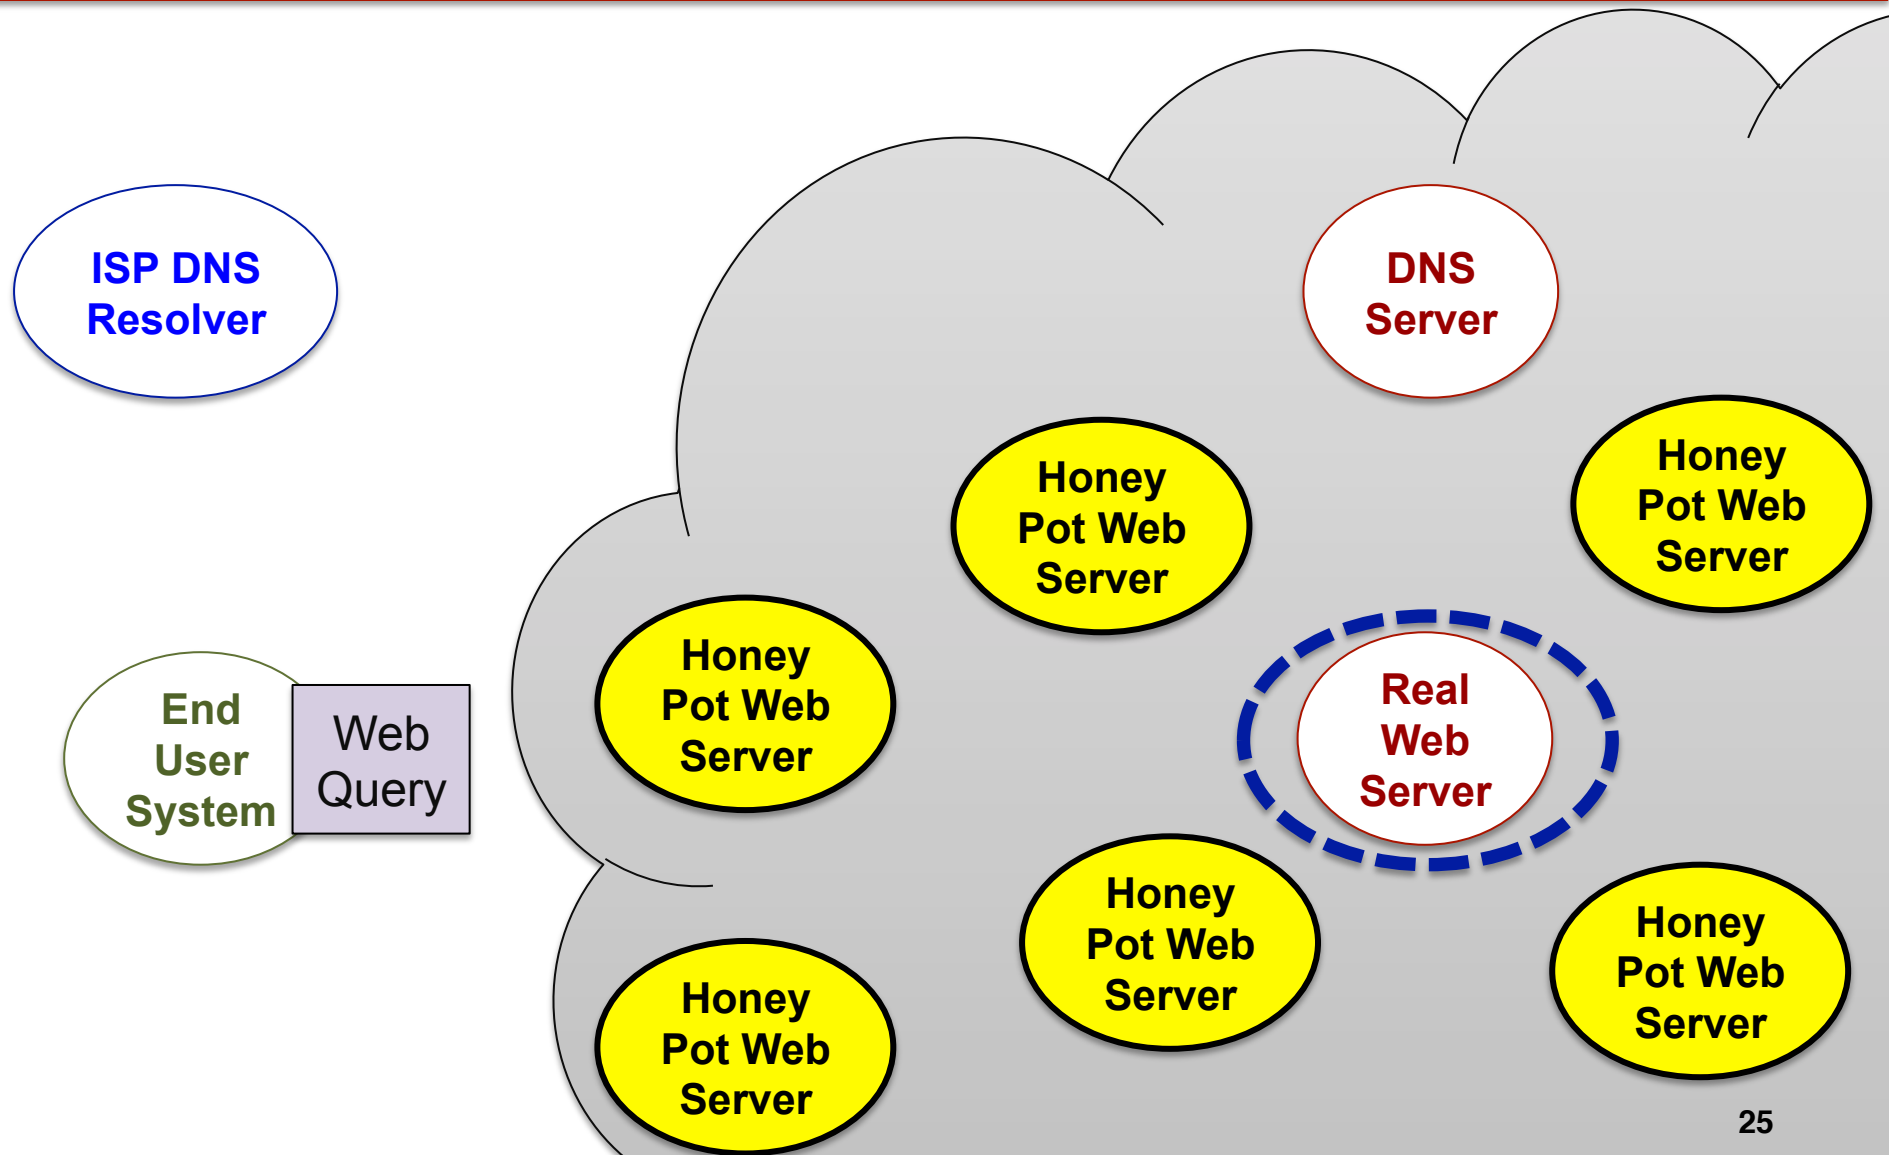 ISP DNS
Resolver
DNS
Server
Honey
Pot Web
Server
Honey
Pot Web
Server
Honey
Pot Web
Server
End
User
System
Web
Query
Real
Web
Server
Honey
Pot Web
Server
Honey
Pot Web
Server
Honey
Pot Web
Server
25